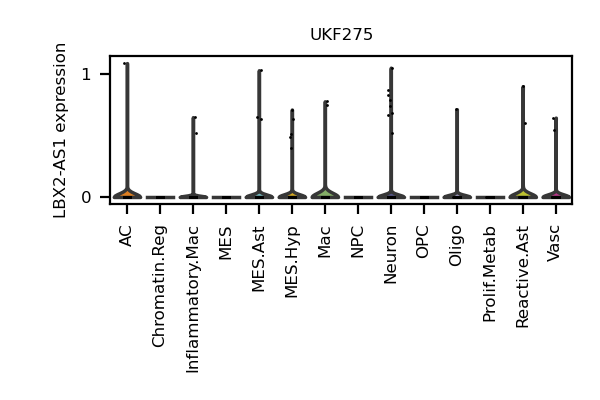 UKF275
LBX2-AS1 expression
1
0
AC
Chromatin.Reg
Inflammatory.Mac
MES
MES.Ast
MES.Hyp
Mac
NPC
Neuron
OPC
Oligo
Prolif.Metab
Reactive.Ast
Vasc